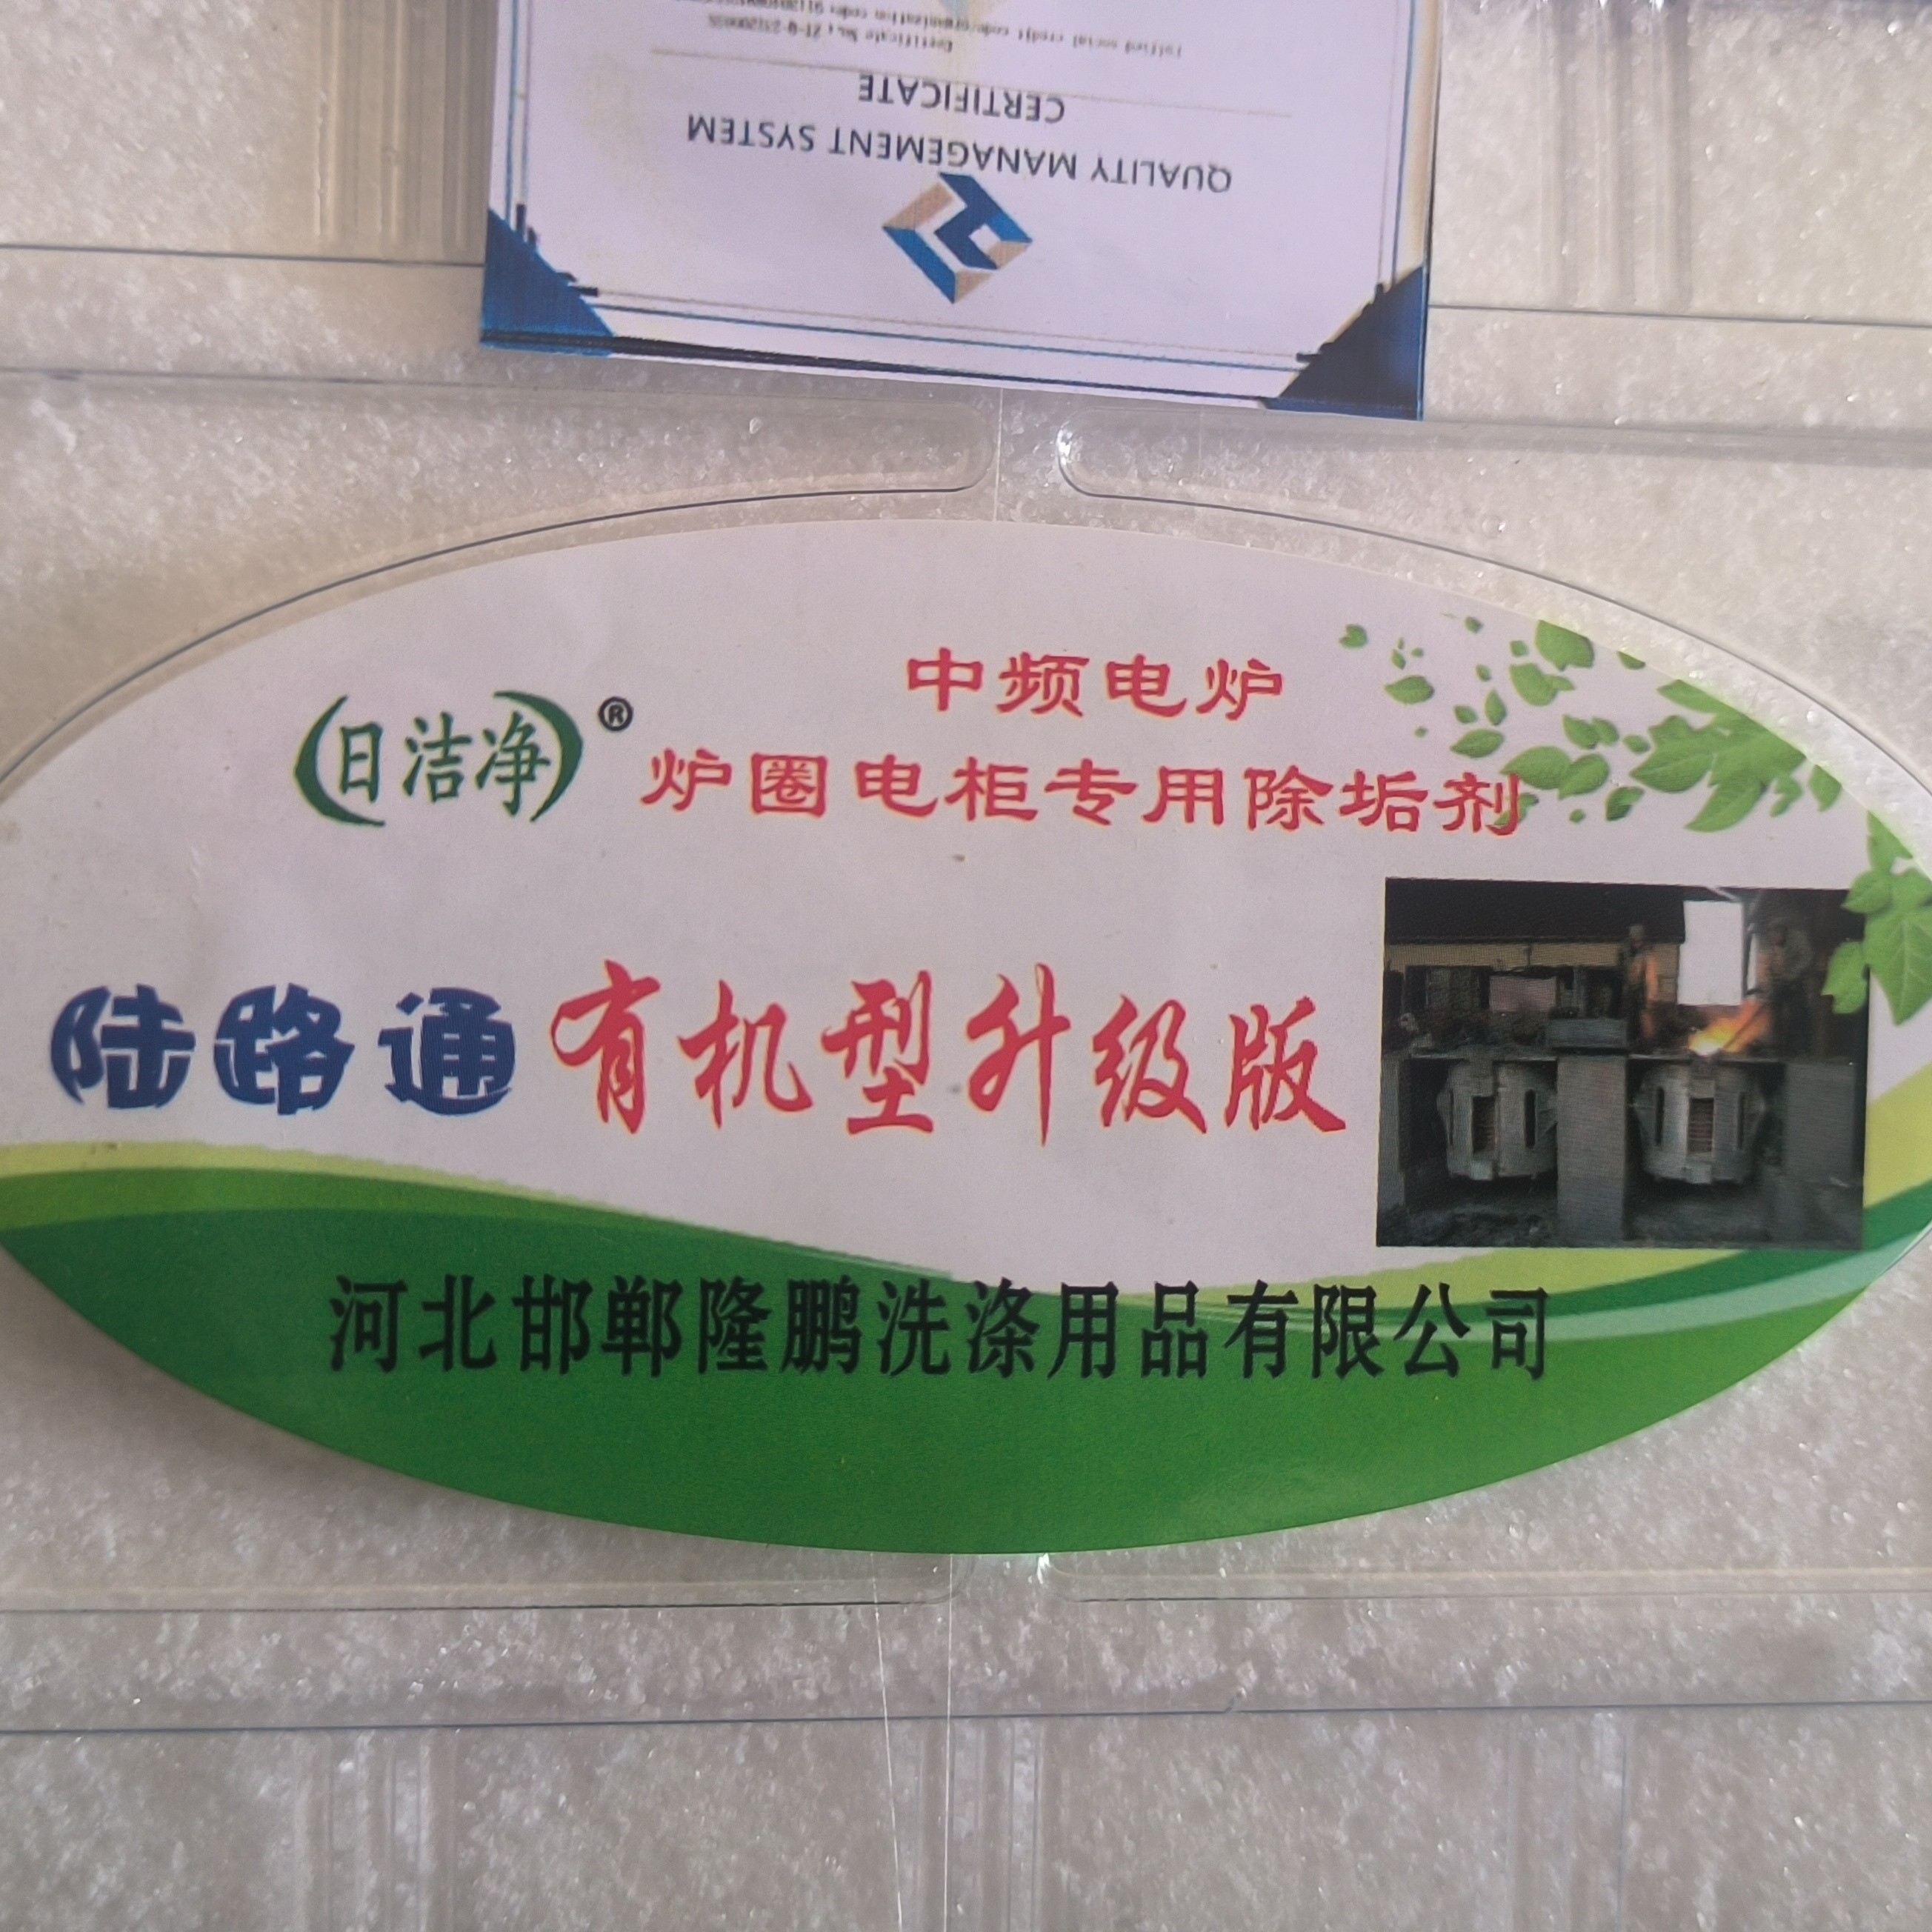 QUALITY MANAGEMENT SYSTEM
CERTIFICATE
中频电炉
日洁净®
炉圈电柜专用除垢剂
陆路通 有机型升级版
河北邯郸隆鹏洗涤用品有限公司